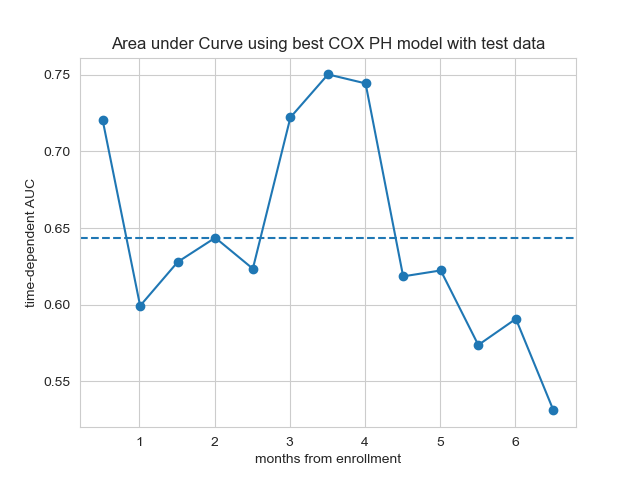 Area under Curve using best COX PH model with test data
time-dependent AUC
0.75
0.70
0.65
0.60
0.55
1 2 3 4 5 6
months from enrollment